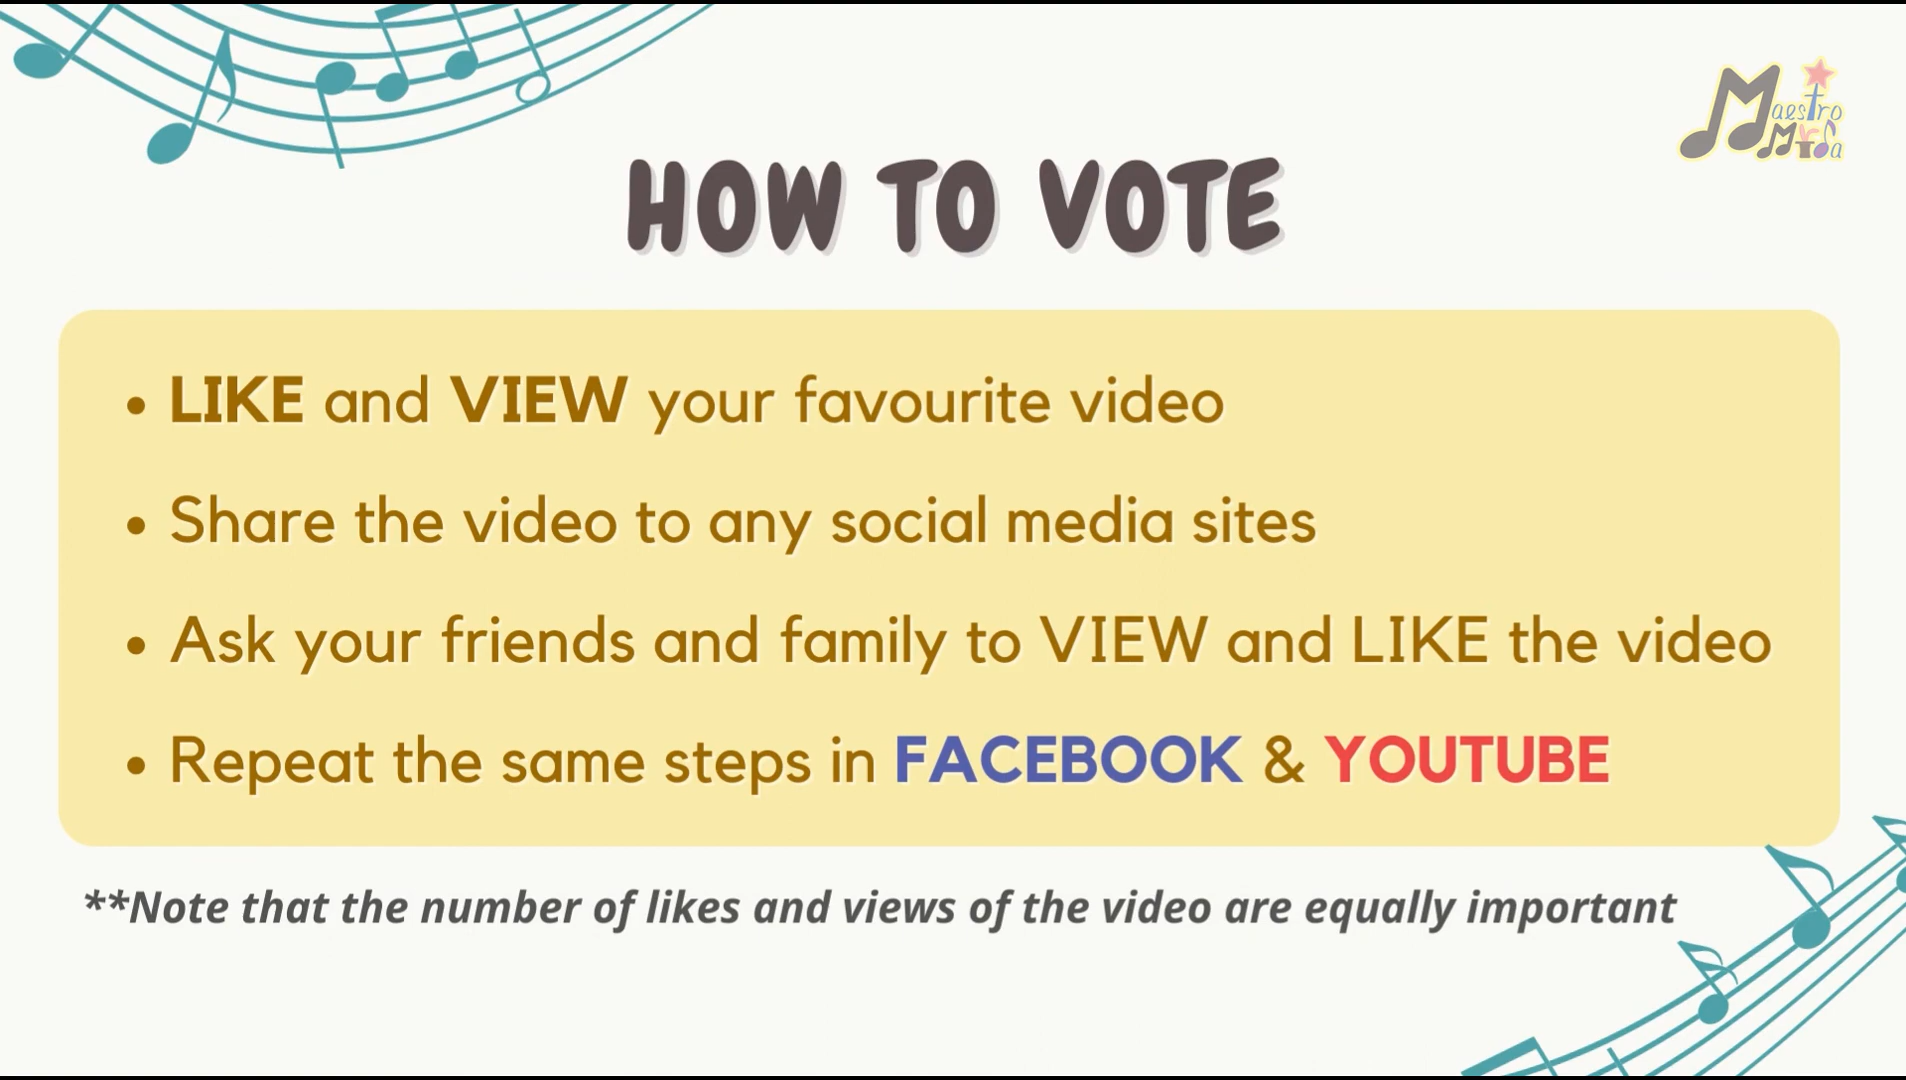 Maestro
Myrda
HOW TO VOTE
• LIKE and VIEW your favourite video
• Share the video to any social media sites
• Ask your friends and family to VIEW and LIKE the video
• Repeat the same steps in FACEBOOK & YOUTUBE
**Note that the number of likes and views of the video are equally important